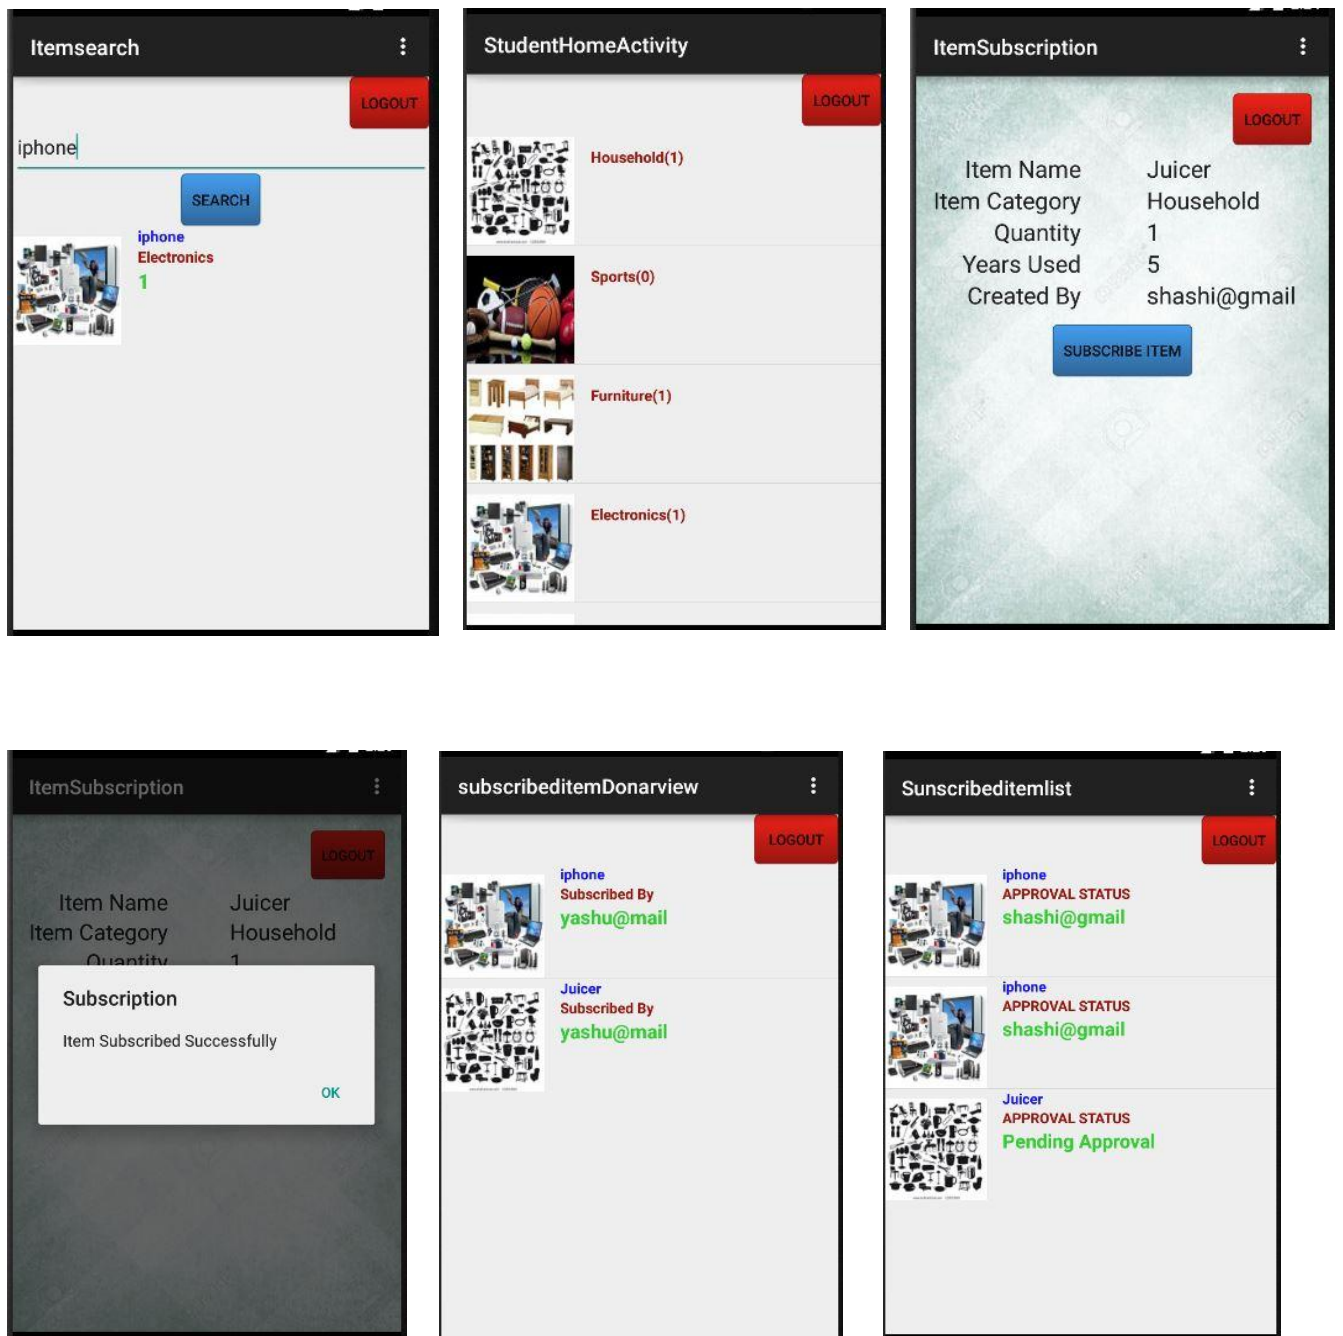 Itemsearch
LOGOUT
iphone
SEARCH
iphone
Electronics
1
StudentHomeActivity
LOGOUT
Household(1)
Sports(0)
Furniture(1)
Electronics(1)
ItemSubscription
LOGOUT
Item Name Juicer
Item Category Household
Quantity 1
Years Used 5
Created By shashi@gmail
SUBSCRIBE ITEM
ItemSubscription
LOGOUT
Item Name Juicer
Item Category Household
Quantity 1
Subscription
Item Subscribed Successfully
OK
subscribeditemDonarview
LOGOUT
iphone
Subscribed By
yashu@mail
Juicer
Subscribed By
yashu@mail
Sunscribeditemlist
LOGOUT
iphone
APPROVAL STATUS
shashi@gmail
iphone
APPROVAL STATUS
shashi@gmail
Juicer
APPROVAL STATUS
Pending Approval